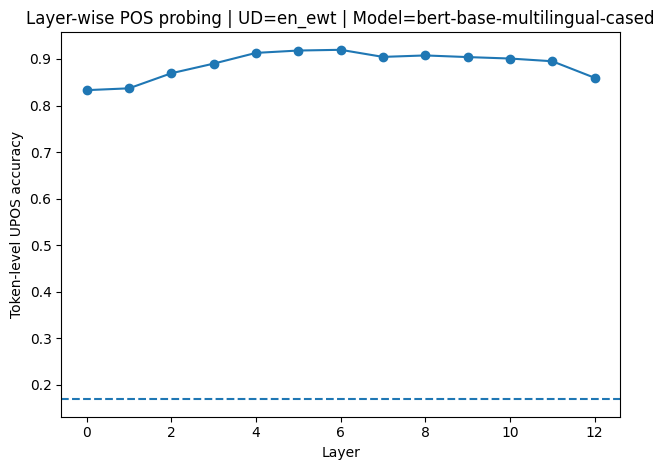 Layer-wise POS probing | UD=en_ewt | Model=bert-base-multilingual-cased
Token-level UPOS accuracy
0.9
0.8
0.7
0.6
0.5
0.4
0.3
0.2
0 2 4 6 8 10 12
Layer